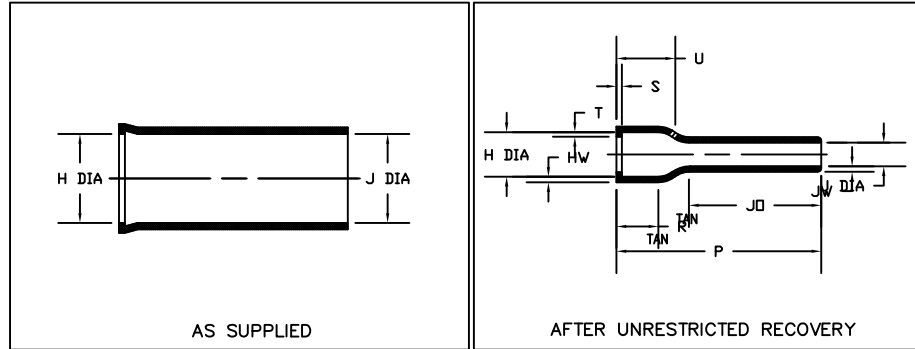 H DIA
J DIA
AS SUPPLIED
U
S
T
H DIA
HW
J DIA
JW
JO
TAN
R
TAN
P
AFTER UNRESTRICTED RECOVERY